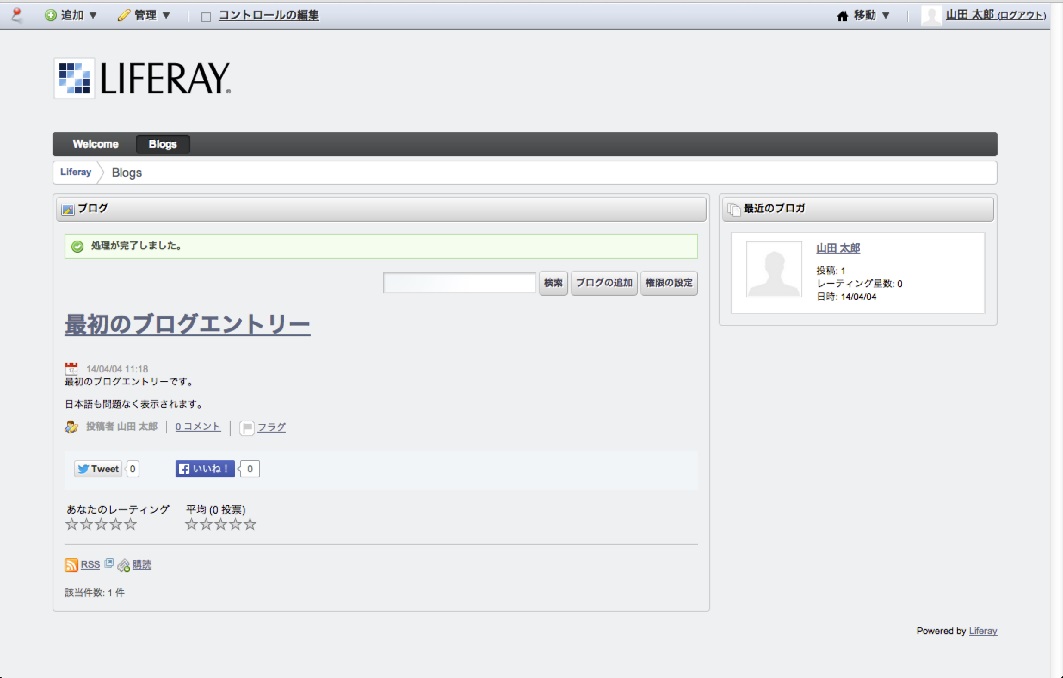 追加 ▼ 管理 ▼ コントロールの編集 移動 ▼ 山田 太郎 (ログアウト)
LIFERAY.
Welcome Blogs
Liferay Blogs
ブログ
最近のブロガ
処理が完了しました。
検索 ブログの追加 権限の設定
山田 太郎
投稿: 1
レーティング星数: 0
日時: 14/04/04
最初のブログエントリー
14/04/04 11:18
最初のブログエントリーです。
日本語も問題なく表示されます。
投稿者 山田 太郎 | 0 コメント | フラグ
Tweet 0 いいね！ 0
あなたのレーティング 平均 (0 投票)
RSS 購読
該当件数: 1 件
Powered by Liferay